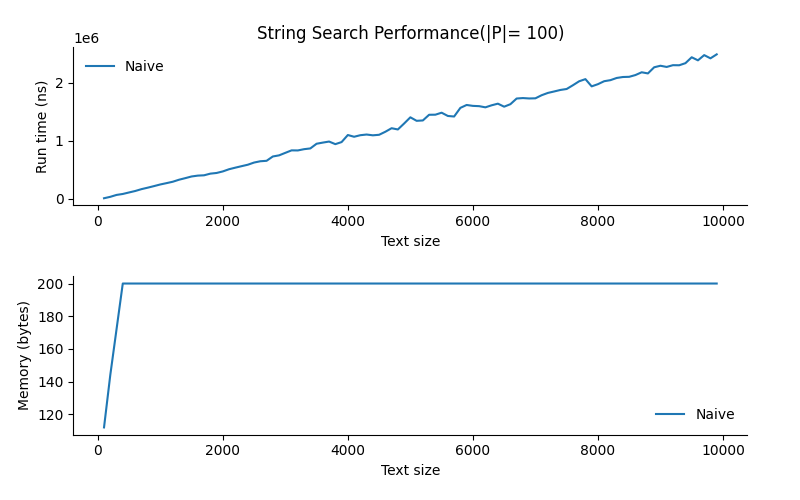 String Search Performance(|P|= 100)
1e6
Naive
Run time (ns)
2
1
0
0 2000 4000 6000 8000 10000
Text size
Memory (bytes)
200
180
160
140
120
Naive
0 2000 4000 6000 8000 10000
Text size